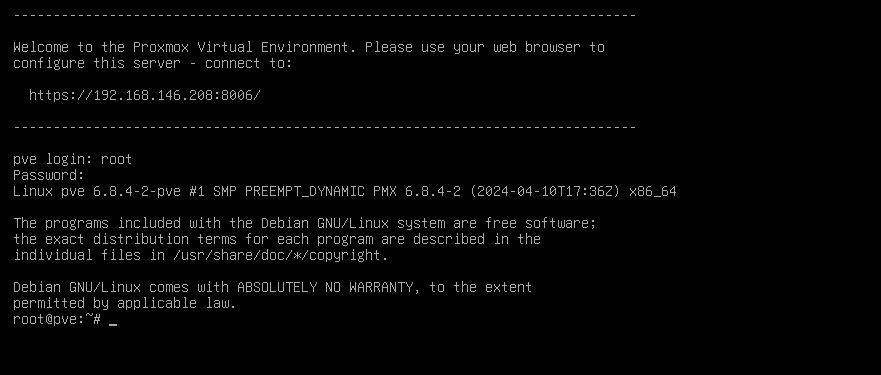 ------------------------------------------------------------------------------
Welcome to the Proxmox Virtual Environment. Please use your web browser to
configure this server - connect to:
https://192.168.146.208:8006/
------------------------------------------------------------------------------
pve login: root
Password:
Linux pve 6.8.4-2-pve #1 SMP PREEMPT_DYNAMIC PMX 6.8.4-2 (2024-04-10T17:36Z) x86_64
The programs included with the Debian GNU/Linux system are free software;
the exact distribution terms for each program are described in the
individual files in /usr/share/doc/*/copyright.
Debian GNU/Linux comes with ABSOLUTELY NO WARRANTY, to the extent
permitted by applicable law.
root@pve:~# _